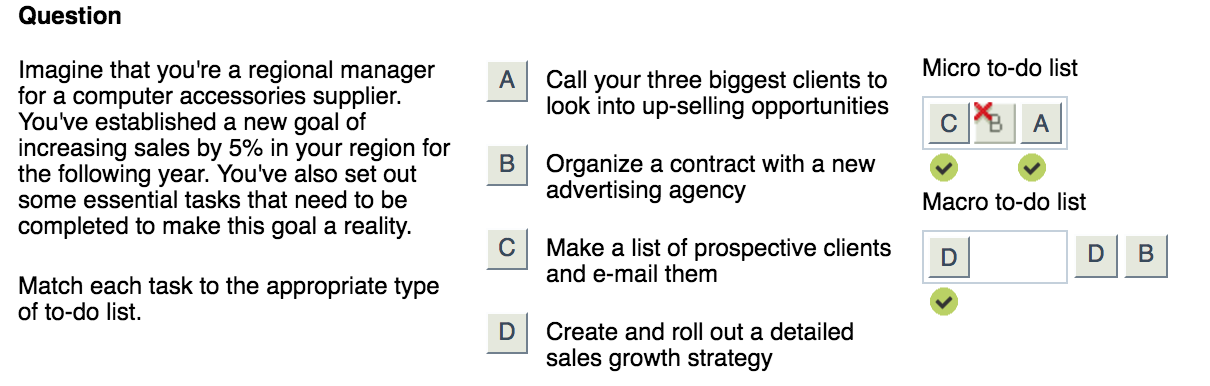 Question
Imagine that you're a regional manager
for a computer accessories supplier.
You've established a new goal of
increasing sales by 5% in your region for
the following year. You've also set out
some essential tasks that need to be
completed to make this goal a reality.
Match each task to the appropriate type
of to-do list.
A
Call your three biggest clients to
look into up-selling opportunities
B
Organize a contract with a new
advertising agency
C
Make a list of prospective clients
and e-mail them
D
Create and roll out a detailed
sales growth strategy
Micro to-do list
C B A
Macro to-do list
D D B